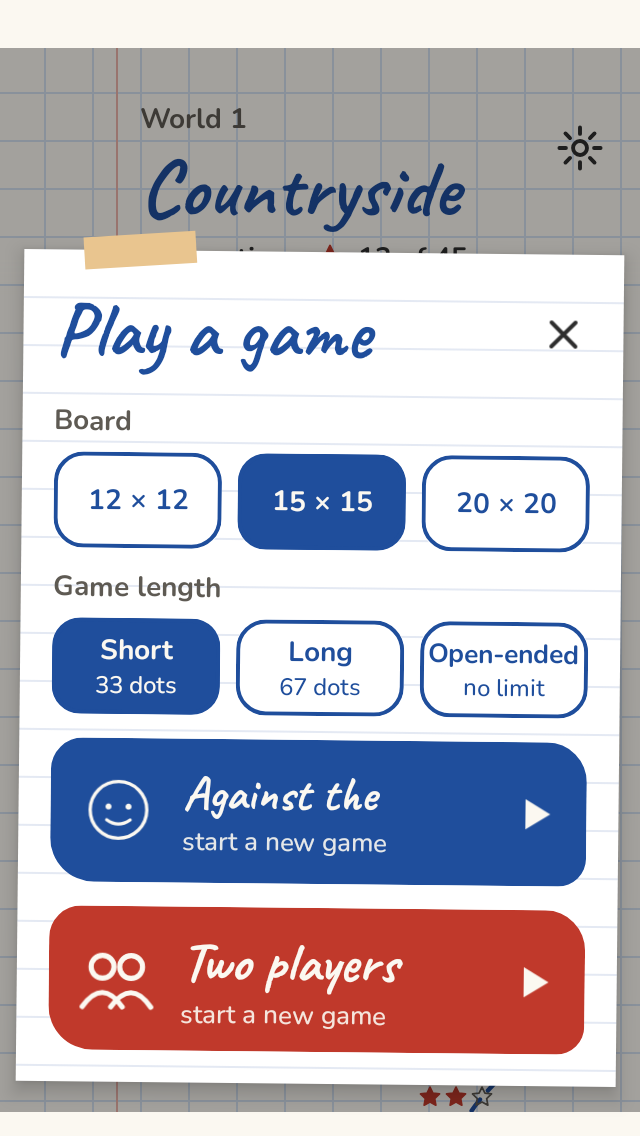 World 1
Countryside
Play a game
Board
12 × 12
15 × 15
20 × 20
Game length
Short
33 dots
Long
67 dots
Open-ended
no limit
Against the
start a new game
Two players
start a new game